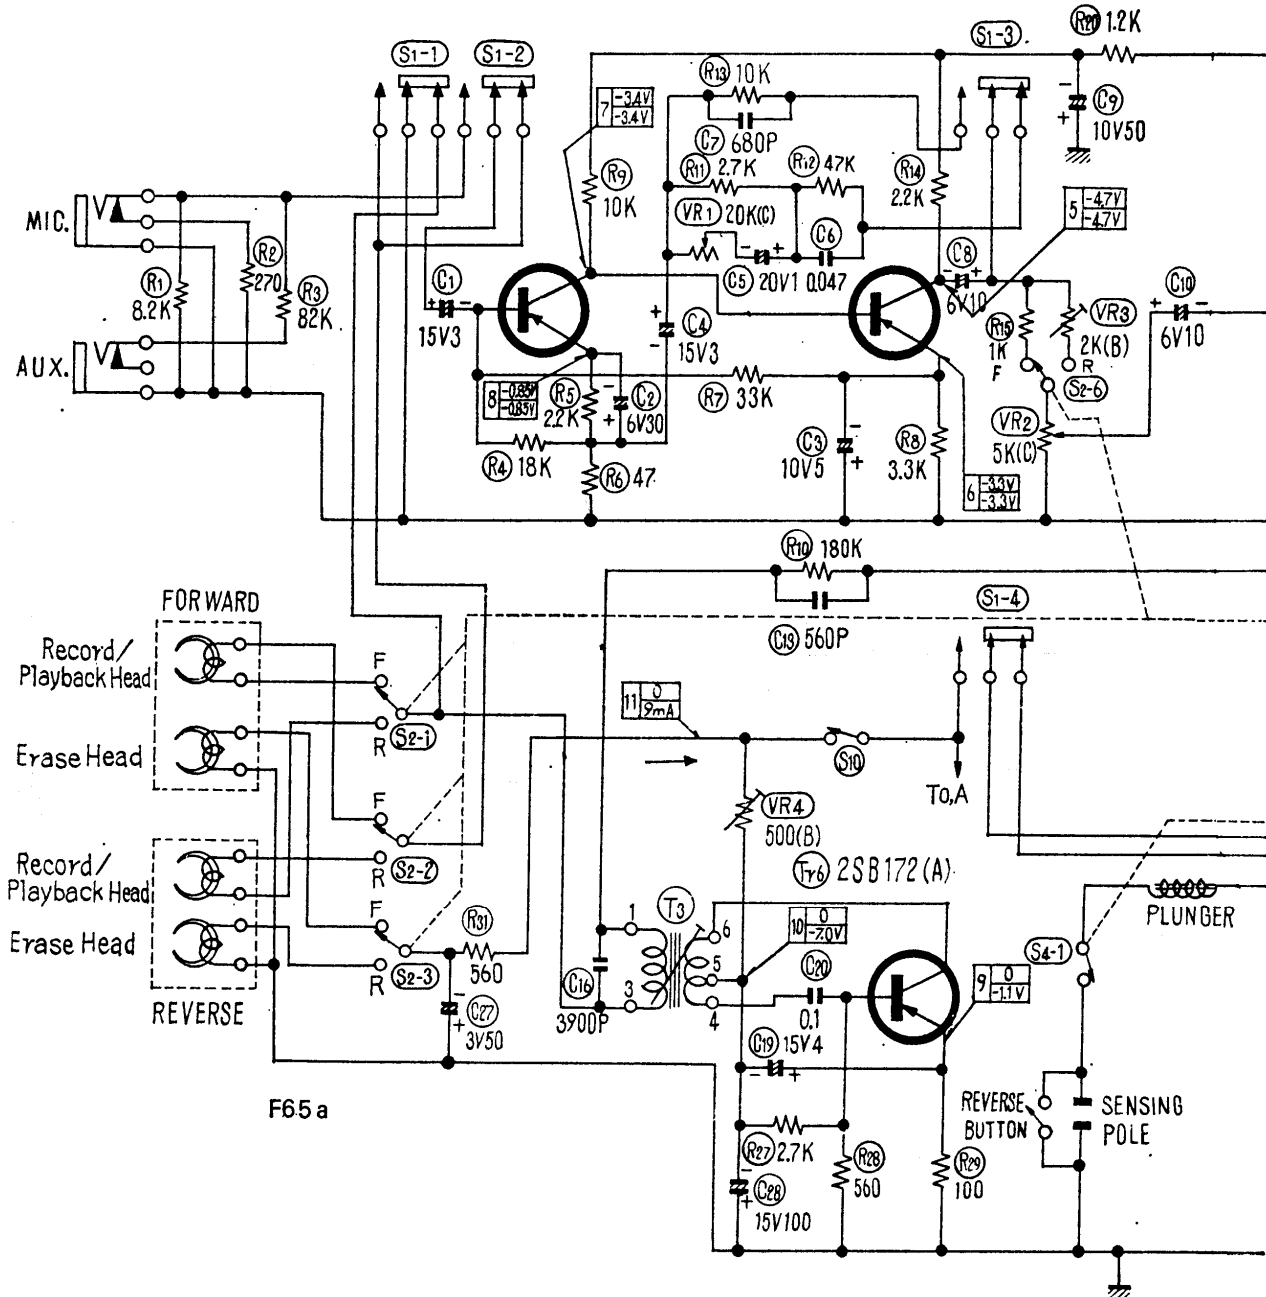 R20 1.2K
S1-1 S1-2 S1-3
R13 10K
C9
10V50
7 -3.4V
-3.4V
C7 680P
R11 2.7K
R12 47K
R14
2.2K
R9
10K
VR1 20K(C)
5 -4.7V
-4.7V
MIC.
R1
8.2K
R2
270
R3
82K
C1
15V3
C6
C5 20V1 0.047
C8
6V10
C10
6V10
C4
15V3
R15
1K
VR3
2K(B)
F R
S2-6
AUX.
8 -0.85V
-0.85V
R5
2.2K
C2
6V30
R7 33K
C3
10V5
R8
3.3K
VR2
5K(C)
R4 18K
R6 47
6 -3.3V
-3.3V
R10 180K
C13 560P
S1-4
FORWARD
Record/
Playback Head
Erase Head
F
R
S2-1
11 0
9mA
S10
To,A
VR4
500(B)
F
R
S2-2
Record/
Playback Head
Erase Head
REVERSE
F
R
S2-3
R31
560
C27
3V50
Tr6 2SB172(A)
T3
1
3
6
5
4
10 0
-7.0V
C16
3900P
C20
0.1
9 0
-1.1V
PLUNGER
S4-1
C19 15V4
F65 a
R27 2.7K
R28
560
R29
100
C28
15V100
REVERSE
BUTTON
SENSING
POLE